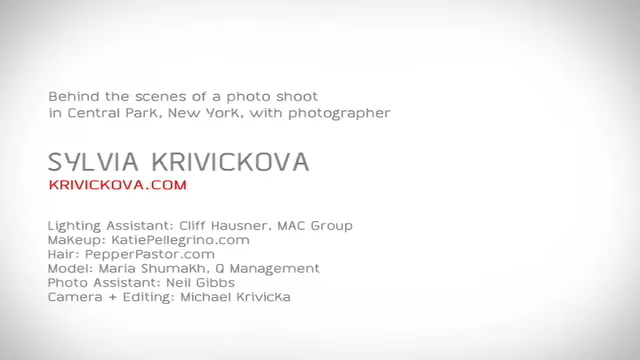 Behind the scenes of a photo shoot
in Central Park, New York, with photographer
SYLVIA KRIVICKOVA
KRIVICKOVA.COM
Lighting Assistant: Cliff Hausner, MAC Group
Makeup: KatiePellegrino.com
Hair: PepperPastor.com
Model: Maria Shumakh, Q Management
Photo Assistant: Neil Gibbs
Camera + Editing: Michael Krivicka